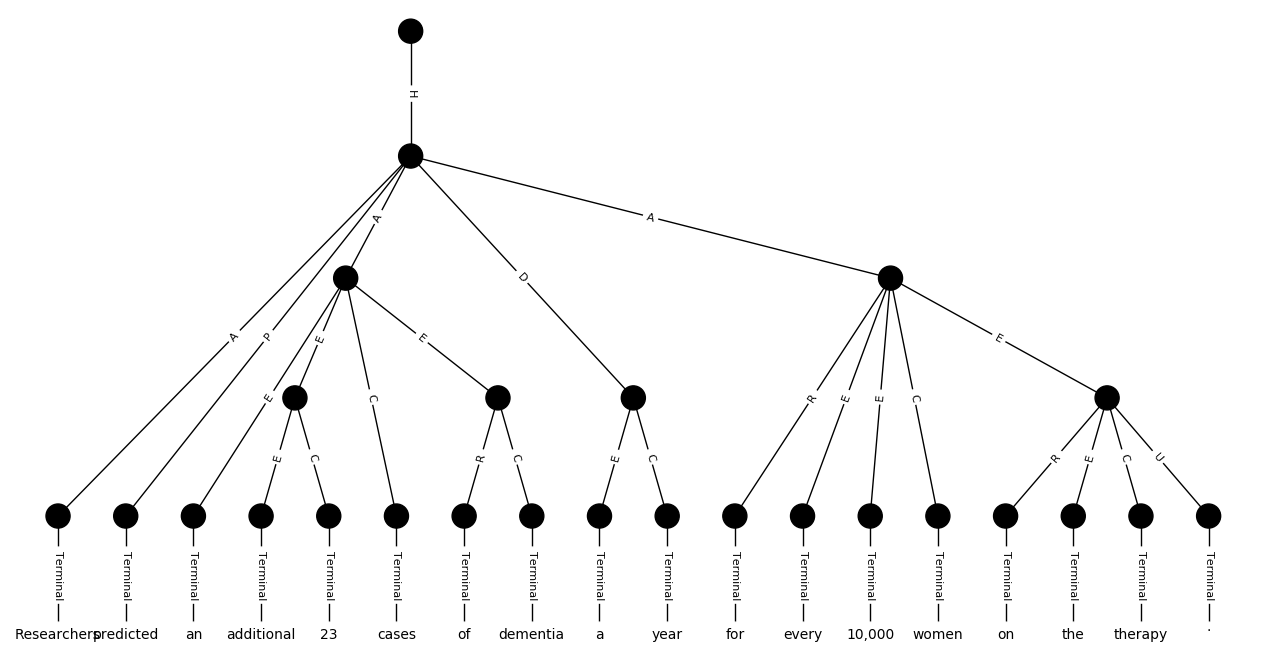 H
A
A
D
A
P
E
E
E
E
C
R
E
E
C
E
C
R
C
E
C
R
E
C
U
Terminal Terminal Terminal Terminal Terminal Terminal Terminal Terminal Terminal Terminal Terminal Terminal Terminal Terminal Terminal Terminal Terminal Terminal
Researchers predicted an additional 23 cases of dementia a year for every 10,000 women on the therapy .